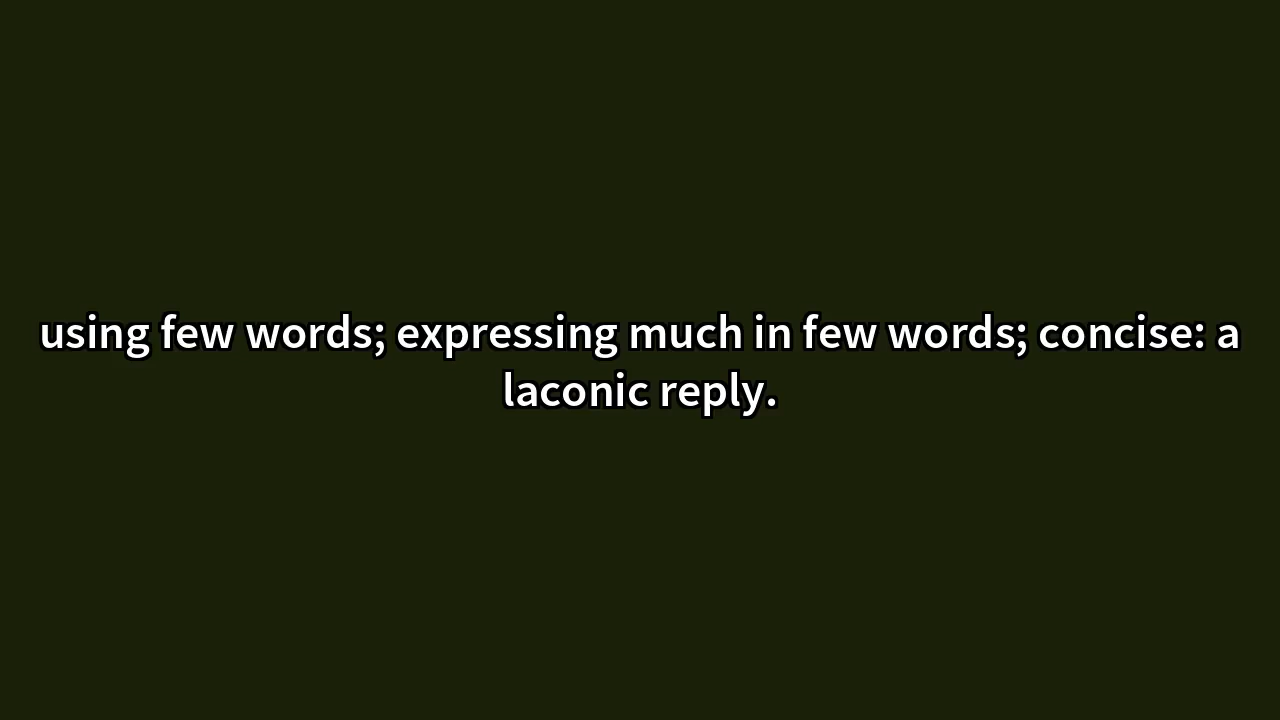 using few words; expressing much in few words; concise: a
laconic reply.